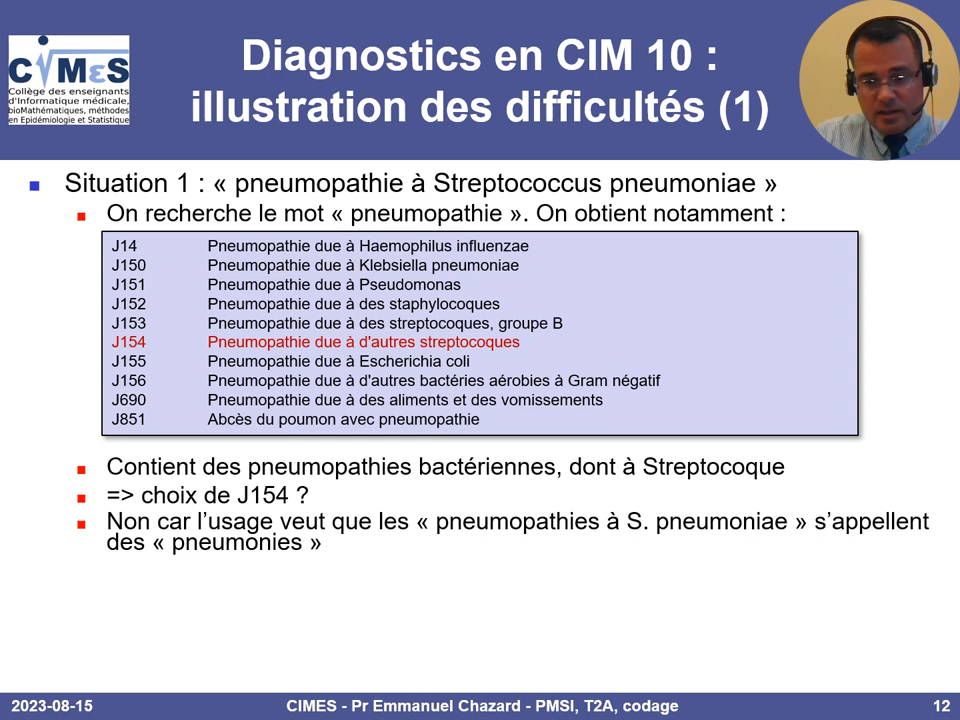 CIMES
Collège des enseignants
d'Informatique médicale,
bioMathématiques, méthodes
en Epidémiologie et Statistique
Diagnostics en CIM 10 :
illustration des difficultés (1)
Situation 1 : « pneumopathie à Streptococcus pneumoniae »
On recherche le mot « pneumopathie ». On obtient notamment :
J14 Pneumopathie due à Haemophilus influenzae
J150 Pneumopathie due à Klebsiella pneumoniae
J151 Pneumopathie due à Pseudomonas
J152 Pneumopathie due à des staphylocoques
J153 Pneumopathie due à des streptocoques, groupe B
J154 Pneumopathie due à d'autres streptocoques
J155 Pneumopathie due à Escherichia coli
J156 Pneumopathie due à d'autres bactéries aérobies à Gram négatif
J690 Pneumopathie due à des aliments et des vomissements
J851 Abcès du poumon avec pneumopathie
Contient des pneumopathies bactériennes, dont à Streptocoque
=> choix de J154 ?
Non car l’usage veut que les « pneumopathies à S. pneumoniae » s’appellent
des « pneumonies »
2023-08-15 CIMES - Pr Emmanuel Chazard - PMSI, T2A, codage 12